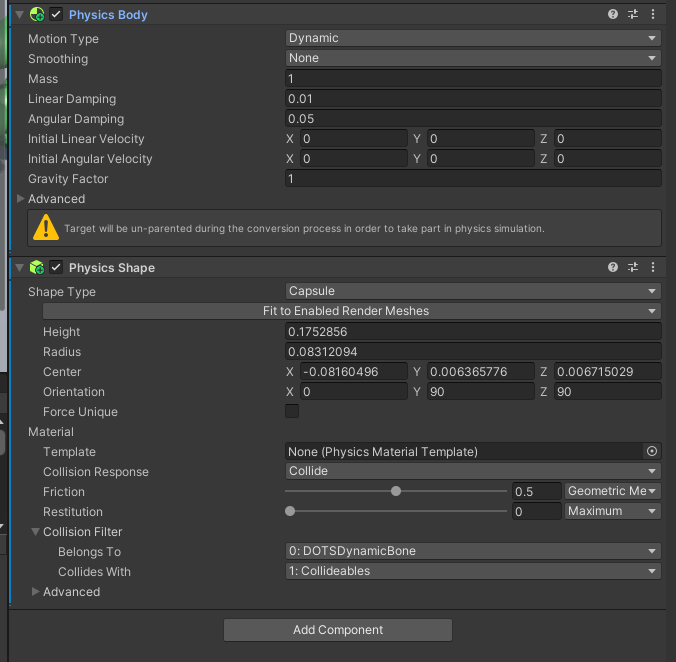 Physics Body
Motion Type Dynamic
Smoothing None
Mass 1
Linear Damping 0.01
Angular Damping 0.05
Initial Linear Velocity X 0 Y 0 Z 0
Initial Angular Velocity X 0 Y 0 Z 0
Gravity Factor 1
Advanced
Target will be un-parented during the conversion process in order to take part in physics simulation.
Physics Shape
Shape Type Capsule
Fit to Enabled Render Meshes
Height 0.1752856
Radius 0.08312094
Center X -0.08160496 Y 0.006365776 Z 0.006715029
Orientation X 0 Y 90 Z 90
Force Unique
Material
Template None (Physics Material Template)
Collision Response Collide
Friction 0.5 Geometric Me
Restitution 0 Maximum
Collision Filter
Belongs To 0: DOTSDynamicBone
Collides With 1: Collideables
Advanced
Add Component